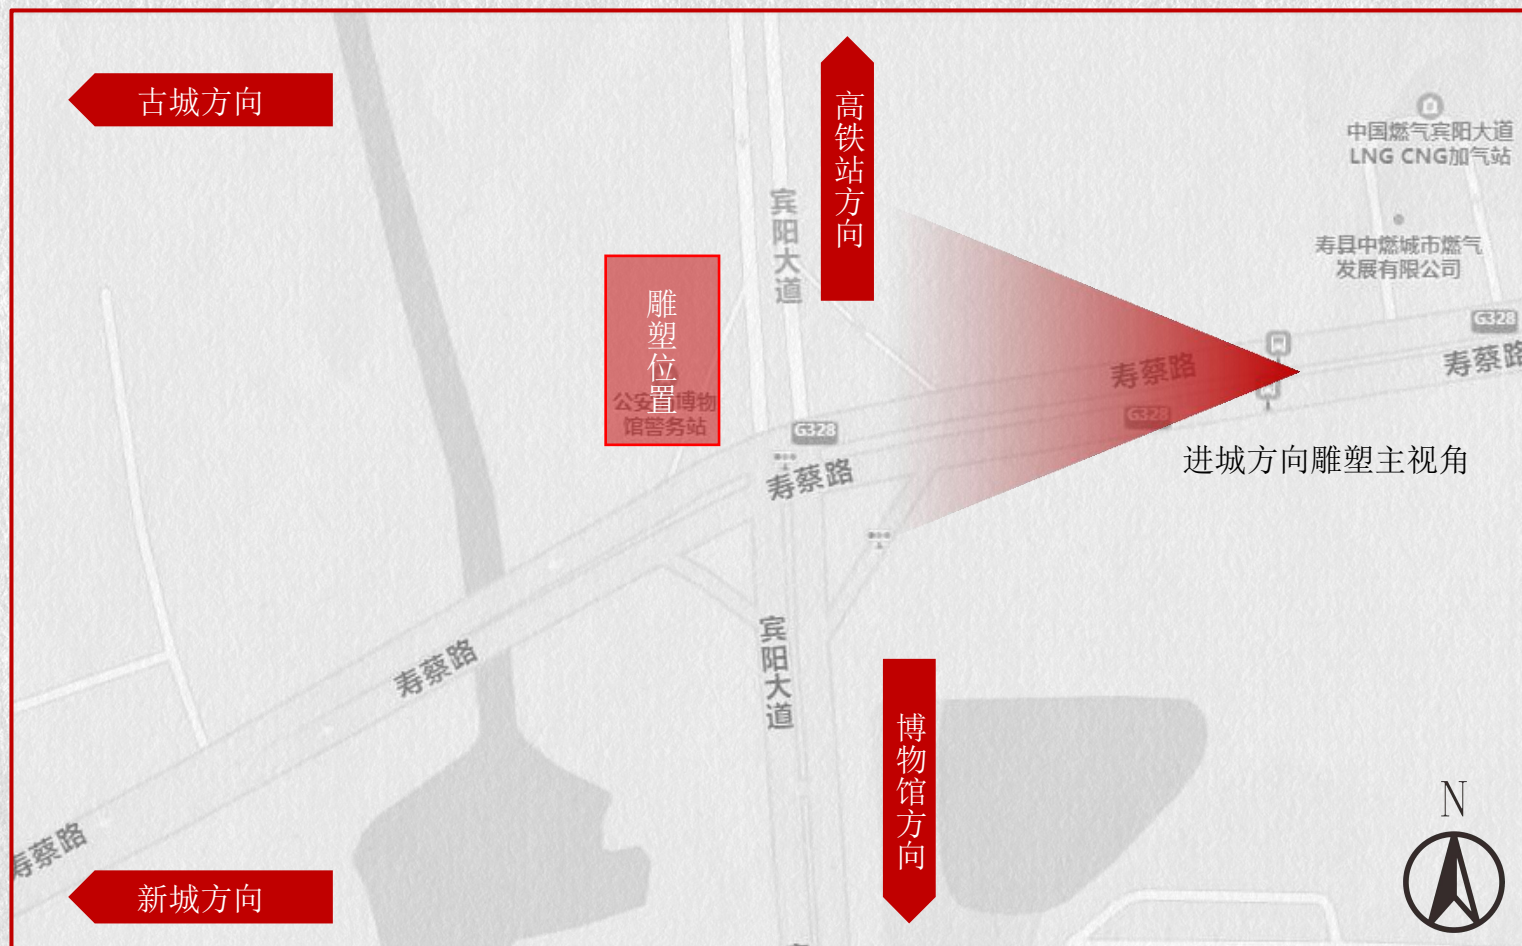 古城方向
高铁站方向
中国燃气宾阳大道
LNG CNG加气站
宾阳大道
寿县中燃城市燃气
发展有限公司
雕塑位置
G328
寿蔡路
寿蔡路
公安
博物
馆警务站
G328
G328
寿蔡路
进城方向雕塑主视角
宾阳大道
寿蔡路
博物馆方向
N
寿蔡路
新城方向